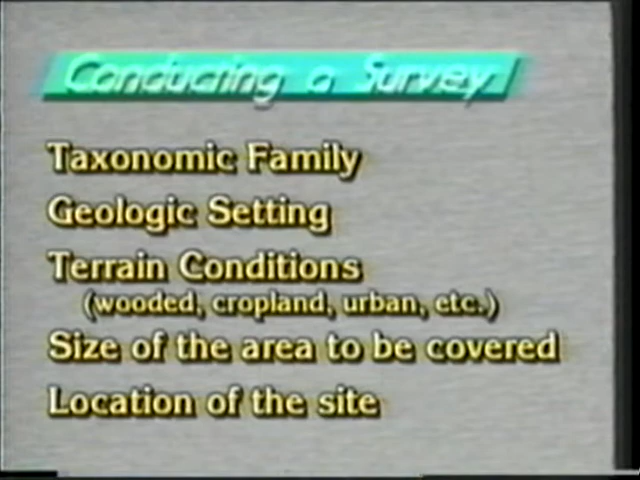 Conducting a Survey
Taxonomic Family
Geologic Setting
Terrain Conditions
(wooded, cropland, urban, etc.)
Size of the area to be covered
Location of the site